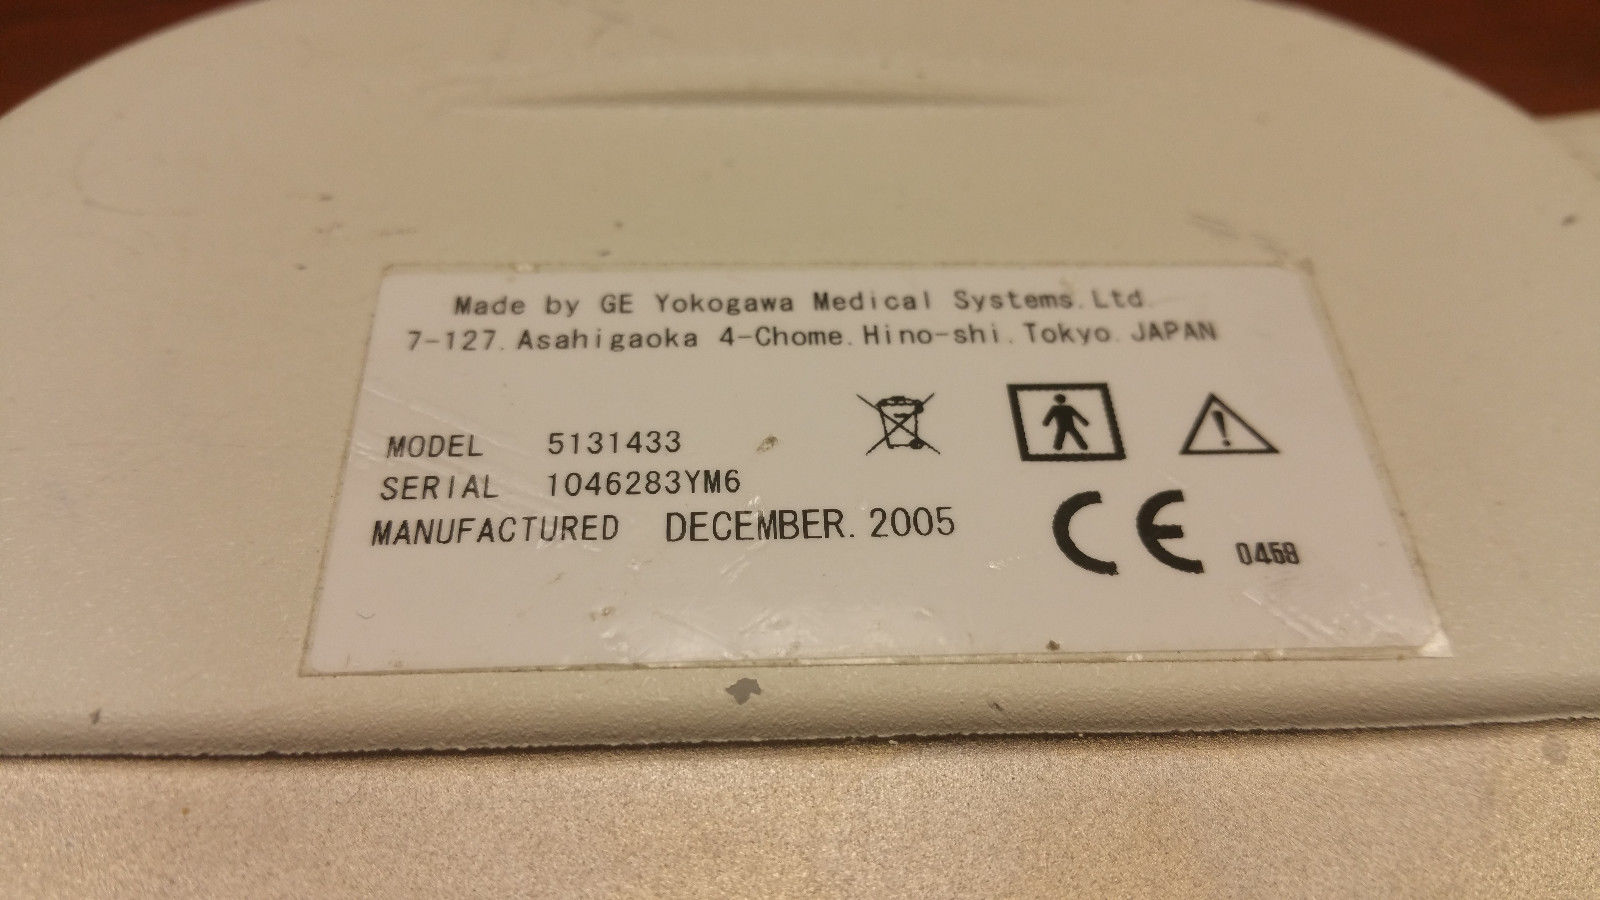 Made by GE Yokogawa Medical Systems.Ltd.
7-127.Asahigaoka 4-Chome.Hino-shi.Tokyo.JAPAN
MODEL 5131433
SERIAL 1046283YM6
MANUFACTURED DECEMBER. 2005
CE 0459